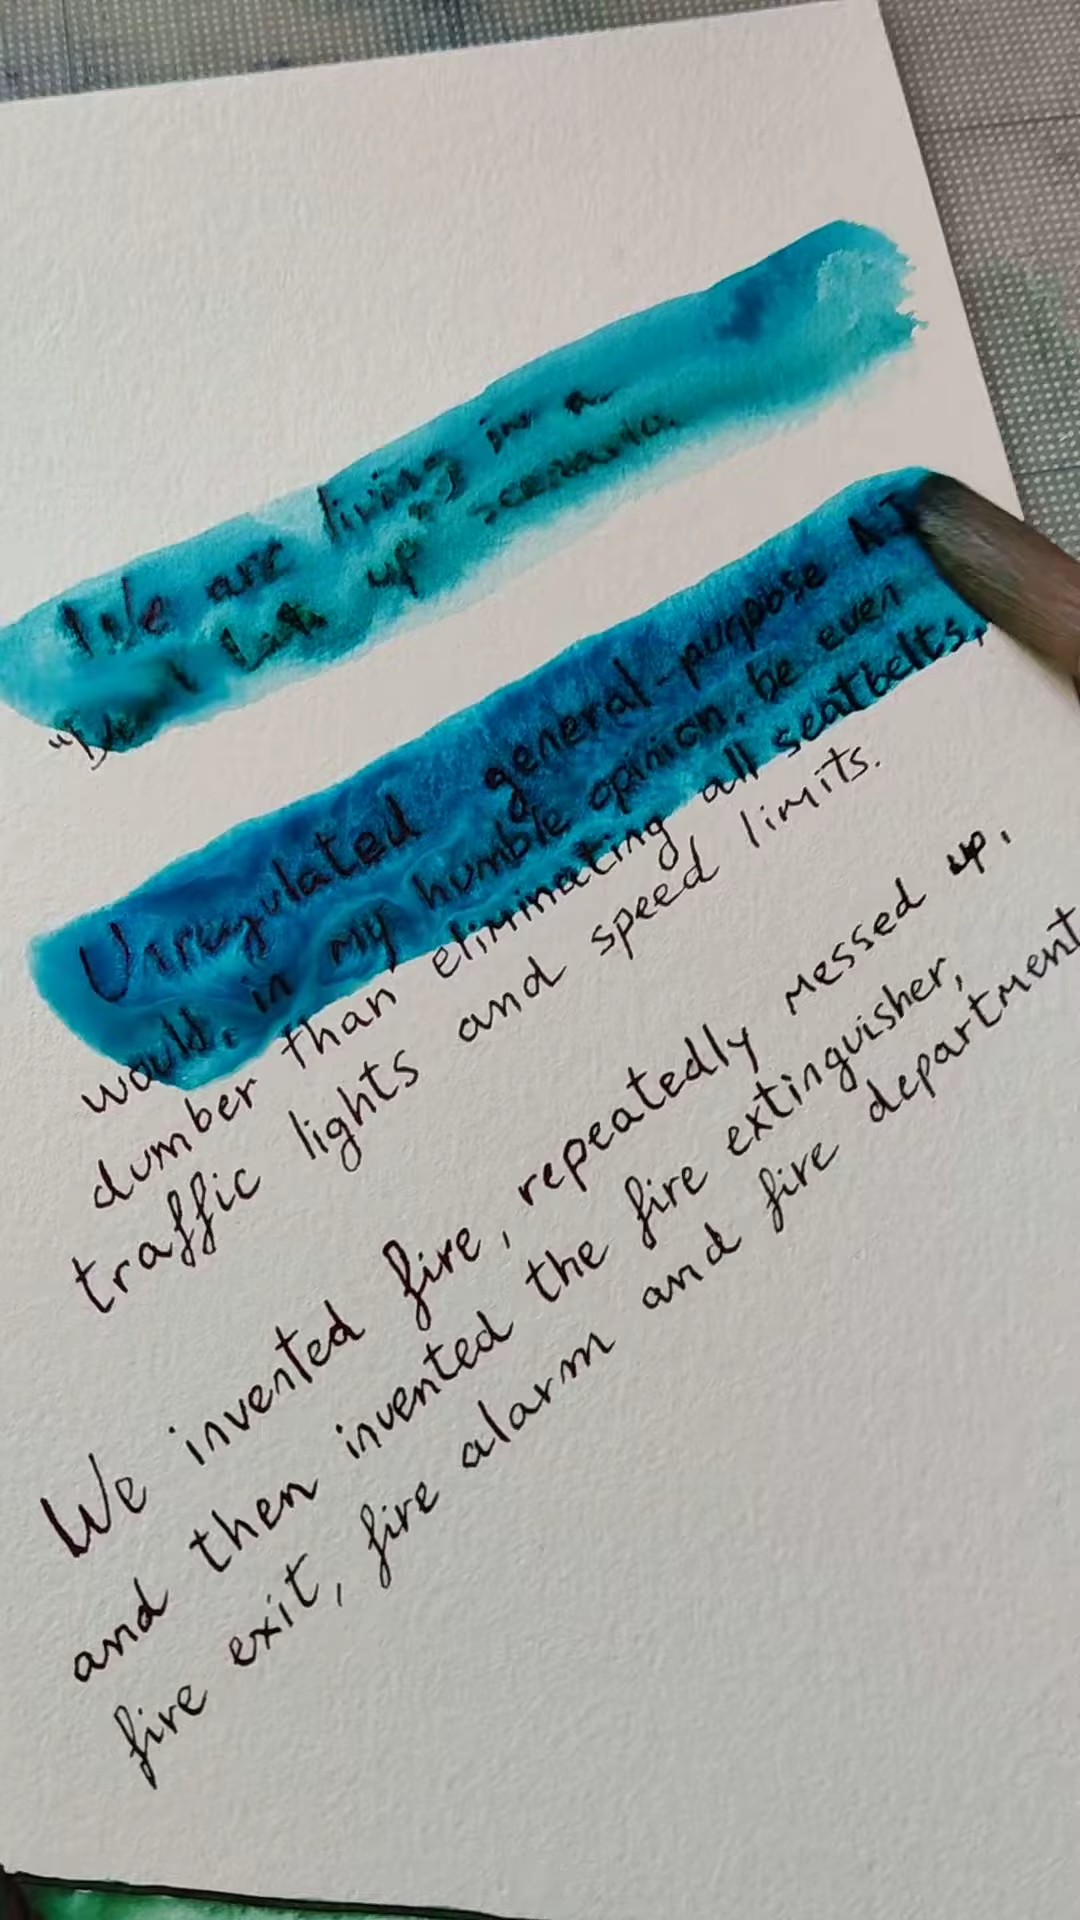 We are living in a
"Do Look up" scenario.
Unregulated general-purpose AI
would, in my humble opinion, be even
dumber than eliminating all seatbelts,
traffic lights and speed limits.
We invented fire, repeatedly messed up,
and then invented the fire extinguisher,
fire exit, fire alarm and fire department